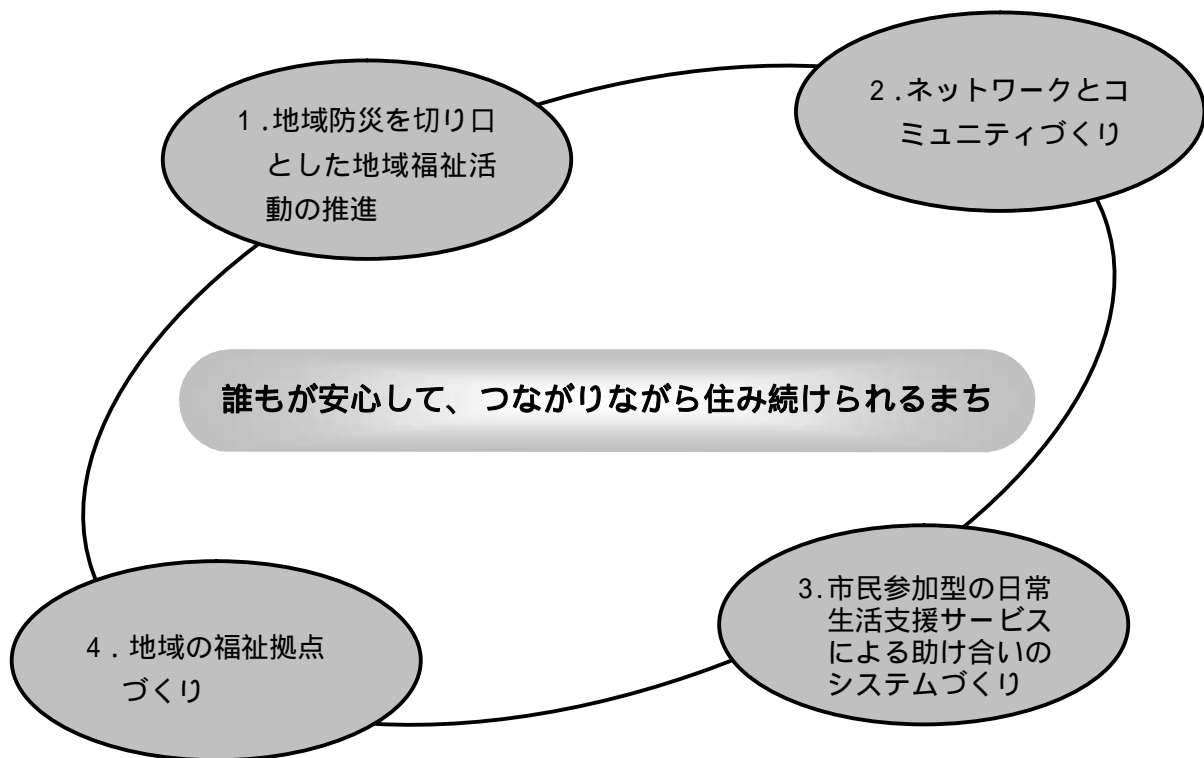 1.地域防災を切り口
とした地域福祉活
動の推進
2.ネットワークとコ
ミュニティづくり
誰もが安心して、つながりながら住み続けられるまち
3.市民参加型の日常
生活支援サービス
による助け合いの
システムづくり
4.地域の福祉拠点
づくり